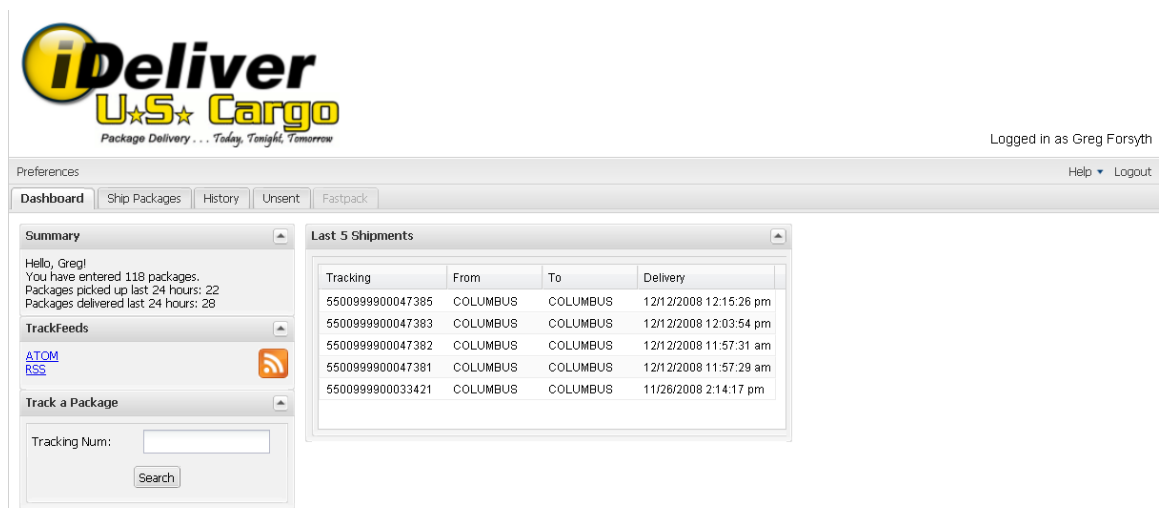 iDeliver
U★S★ Cargo
Package Delivery . . . Today, Tonight, Tomorrow
Logged in as Greg Forsyth
Preferences Help Logout
Dashboard Ship Packages History Unsent Fastpack
Summary
Hello, Greg!
You have entered 118 packages.
Packages picked up last 24 hours: 22
Packages delivered last 24 hours: 28
TrackFeeds
ATOM
RSS
Track a Package
Tracking Num:
Search
Last 5 Shipments
Tracking From To Delivery
5500999900047385 COLUMBUS COLUMBUS 12/12/2008 12:15:26 pm
5500999900047383 COLUMBUS COLUMBUS 12/12/2008 12:03:54 pm
5500999900047382 COLUMBUS COLUMBUS 12/12/2008 11:57:31 am
5500999900047381 COLUMBUS COLUMBUS 12/12/2008 11:57:29 am
5500999900033421 COLUMBUS COLUMBUS 11/26/2008 2:14:17 pm